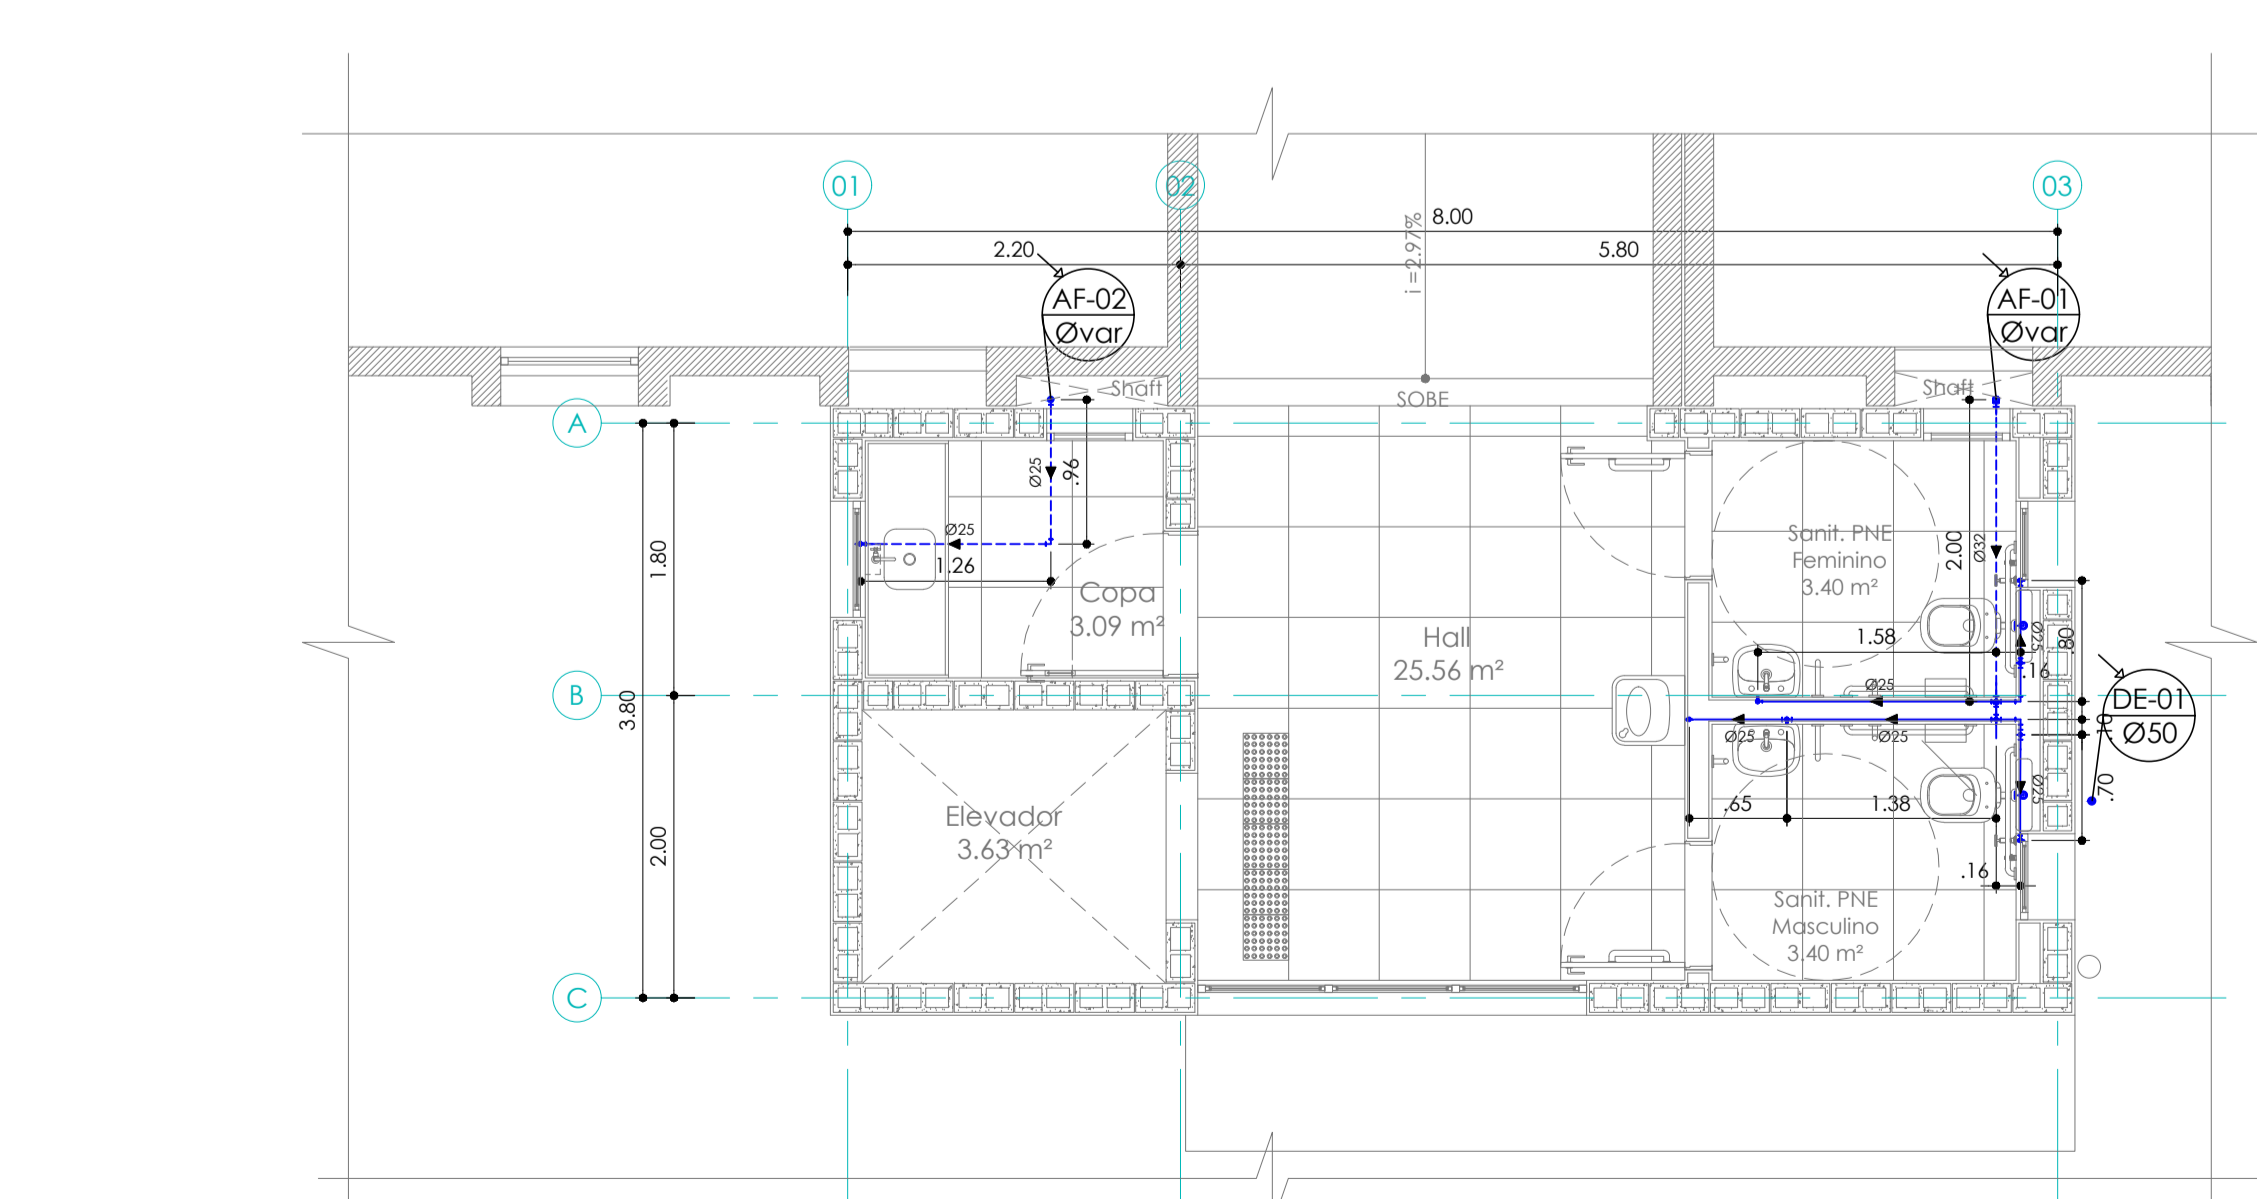 01
02
03
8.00
2.20
5.80
i =2.97%
AF-02
Øvar
AF-01
Øvar
Shaft
Shaft
SOBE
A
Ø25
.96
Ø25
1.26
Copa
3.09 m²
1.80
3.80
2.00
B
C
Hall
25.56 m²
Elevador
3.63 m²
Sanit. PNE
Feminino
3.40 m²
2.00
Ø32
1.58
Ø25
.80
.16
Ø25
.10
DE-01
Ø50
Ø25
Ø25
Ø25
.70
.65
1.38
.16
Sanit. PNE
Masculino
3.40 m²